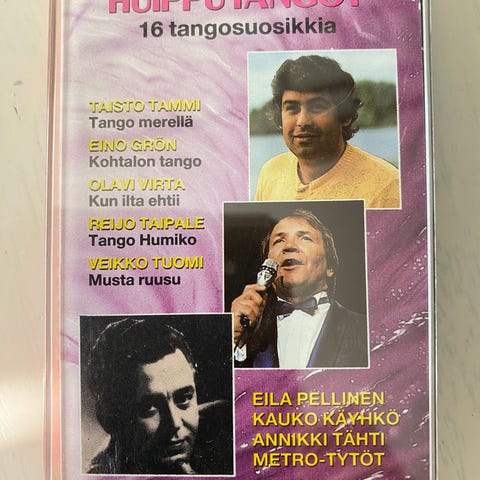 HUIPPUTANGOT
16 tangosuosikkia
TAISTO TAMMI
Tango merellä
EINO GRÖN
Kohtalon tango
OLAVI VIRTA
Kun ilta ehtii
REIJO TAIPALE
Tango Humiko
VEIKKO TUOMI
Musta ruusu
EILA PELLINEN
KAUKO KÄYHKÖ
ANNIKKI TÄHTI
METRO-TYTÖT